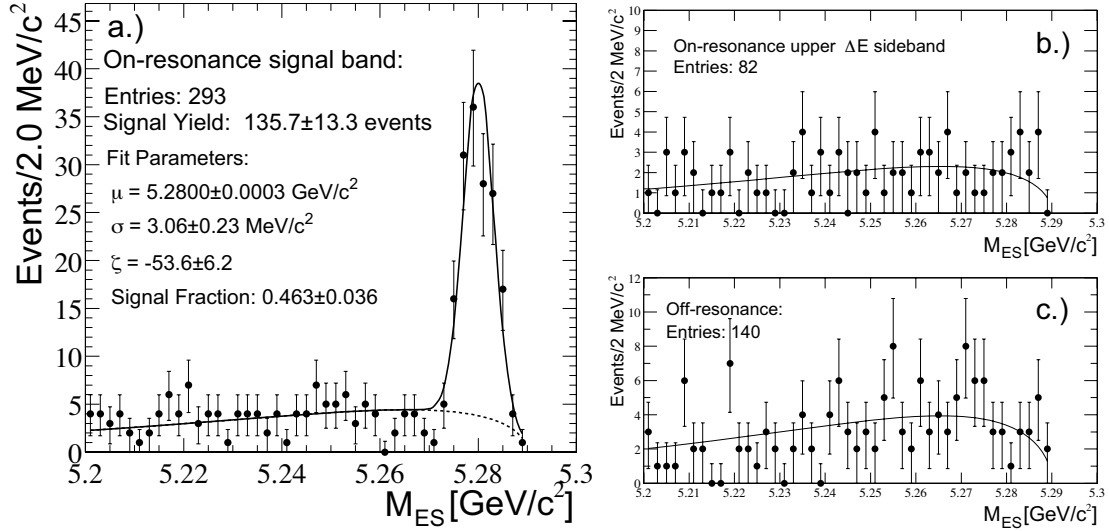 a.)
On-resonance signal band:
Entries: 293
Signal Yield: 135.7±13.3 events
Fit Parameters:
μ = 5.2800±0.0003 GeV/c²
σ = 3.06±0.23 MeV/c²
ζ = -53.6±6.2
Signal Fraction: 0.463±0.036
Events/2.0 MeV/c²
45
40
35
30
25
20
15
10
5
0
5.2 5.22 5.24 5.26 5.28 5.3
M_ES [GeV/c²]
b.)
On-resonance upper ΔE sideband
Entries: 82
Events/2 MeV/c²
10
9
8
7
6
5
4
3
2
1
0
5.2 5.21 5.22 5.23 5.24 5.25 5.26 5.27 5.28 5.29 5.3
M_ES [GeV/c²]
c.)
Off-resonance:
Entries: 140
Events/2 MeV/c²
12
10
8
6
4
2
0
5.2 5.21 5.22 5.23 5.24 5.25 5.26 5.27 5.28 5.29 5.3
M_ES [GeV/c²]